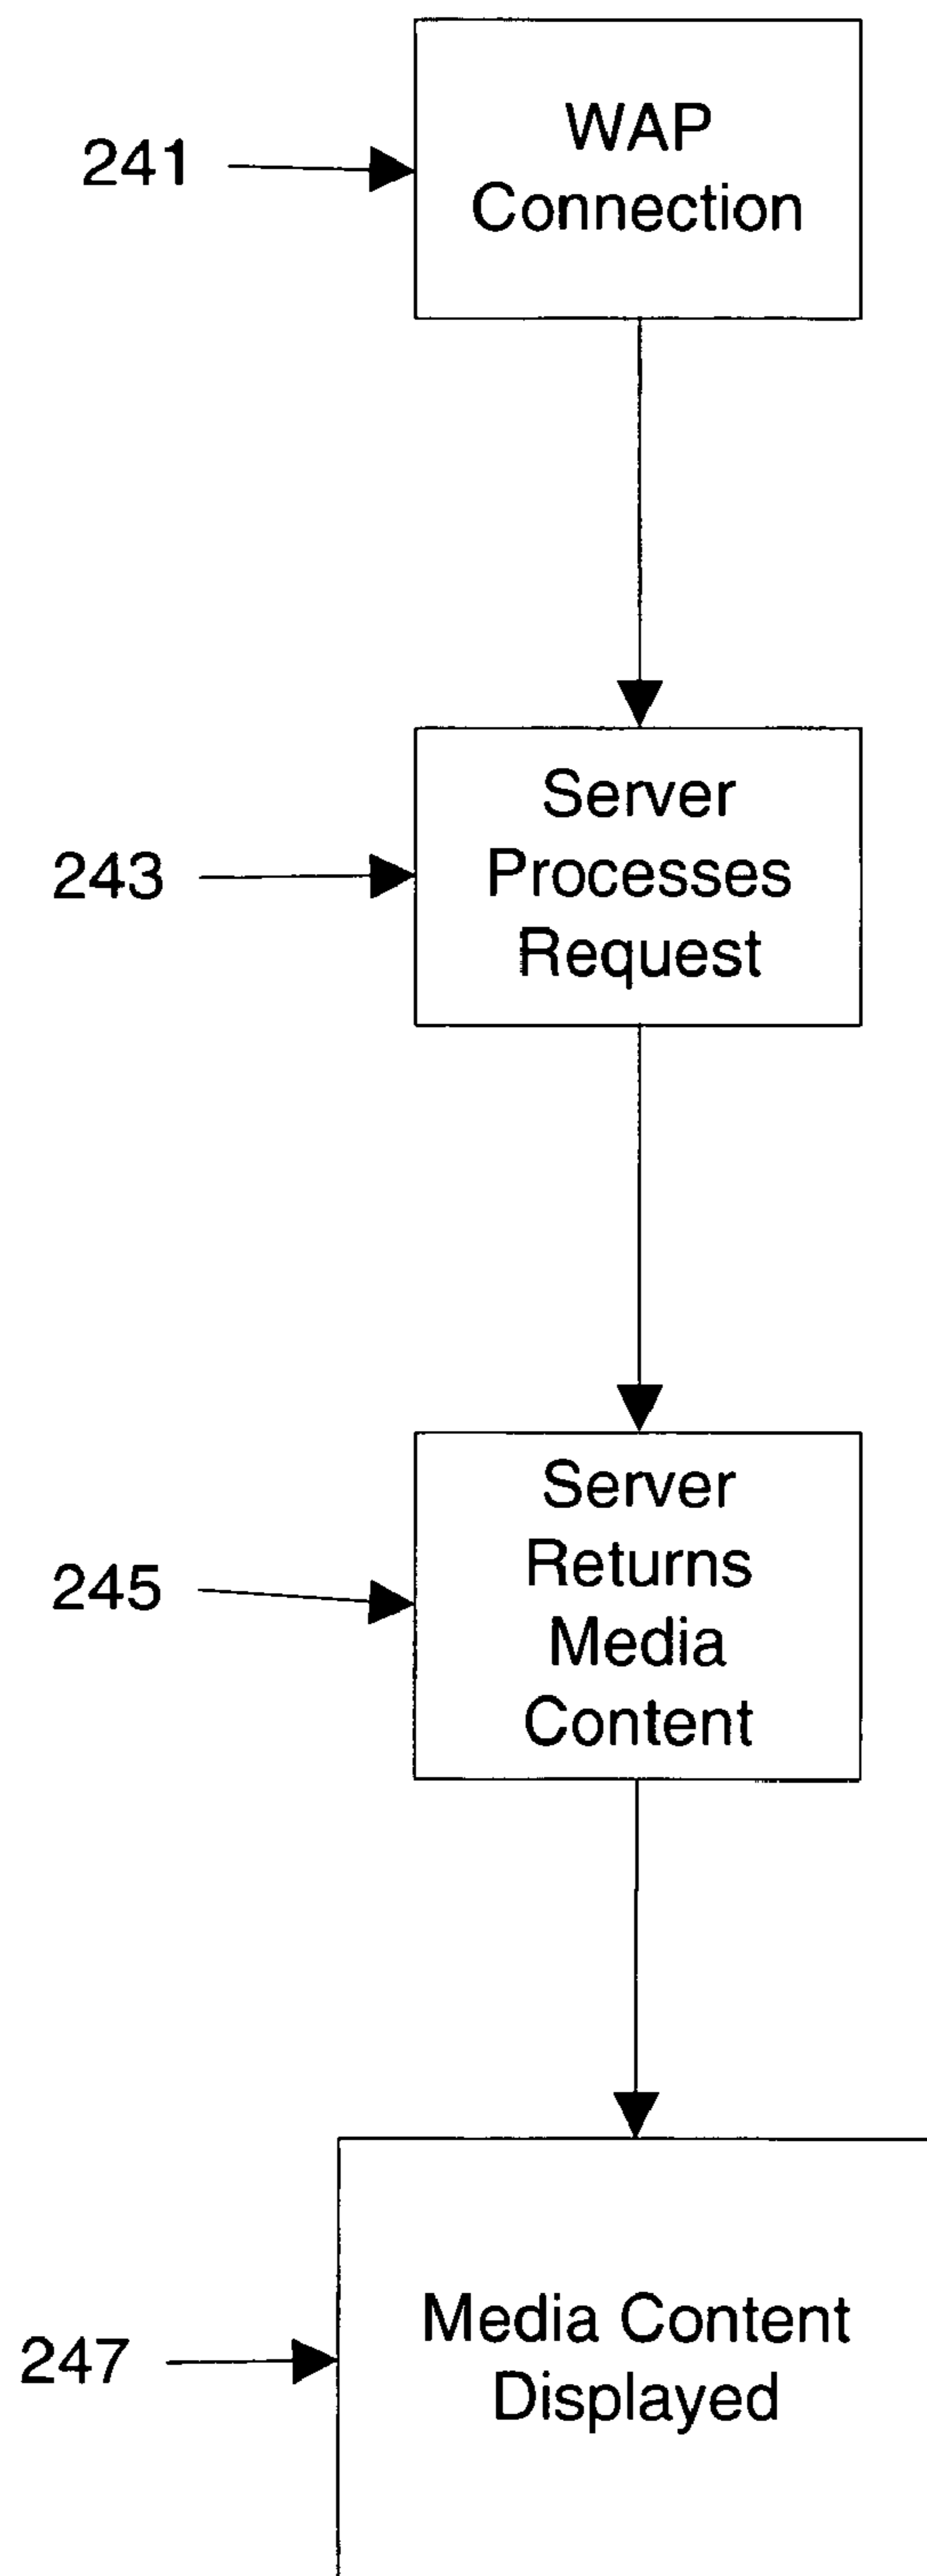 241
WAP
Connection
243
Server
Processes
Request
245
Server
Returns
Media
Content
247
Media Content
Displayed